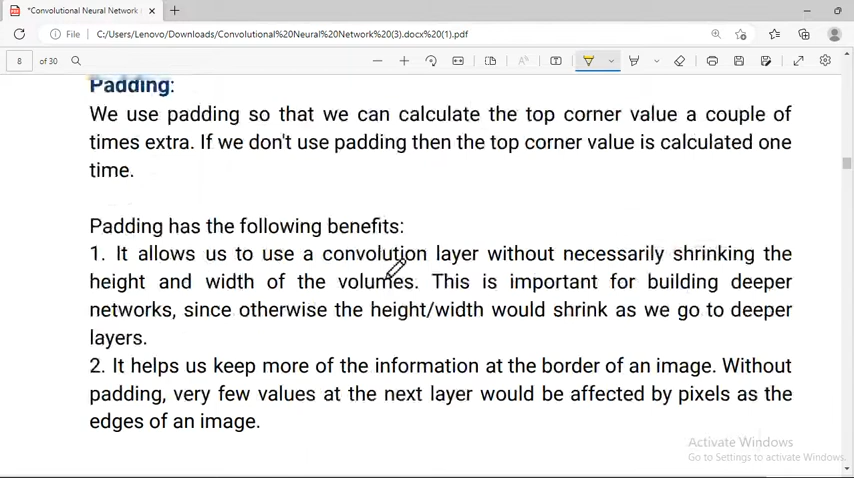 *Convolutional Neural Network
File C:/Users/Lenovo/Downloads/Convolutional%20Neural%20Network%20(3).docx%20(1).pdf
8 of 30
Padding:
We use padding so that we can calculate the top corner value a couple of
times extra. If we don't use padding then the top corner value is calculated one
time.
Padding has the following benefits:
1. It allows us to use a convolution layer without necessarily shrinking the
height and width of the volumes. This is important for building deeper
networks, since otherwise the height/width would shrink as we go to deeper
layers.
2. It helps us keep more of the information at the border of an image. Without
padding, very few values at the next layer would be affected by pixels as the
edges of an image.
Activate Windows
Go to Settings to activate Windows.